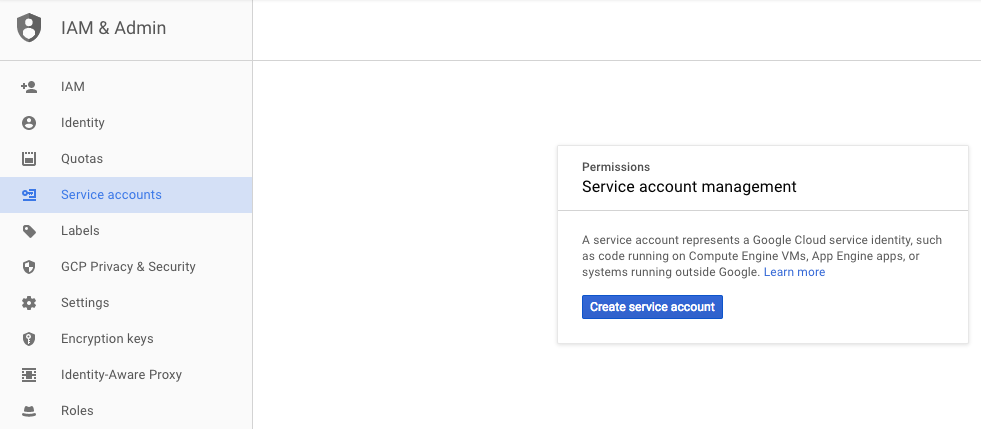 IAM & Admin
IAM
Identity
Quotas
Service accounts
Labels
GCP Privacy & Security
Settings
Encryption keys
Identity-Aware Proxy
Roles
Permissions
Service account management
A service account represents a Google Cloud service identity, such
as code running on Compute Engine VMs, App Engine apps, or
systems running outside Google. Learn more
Create service account